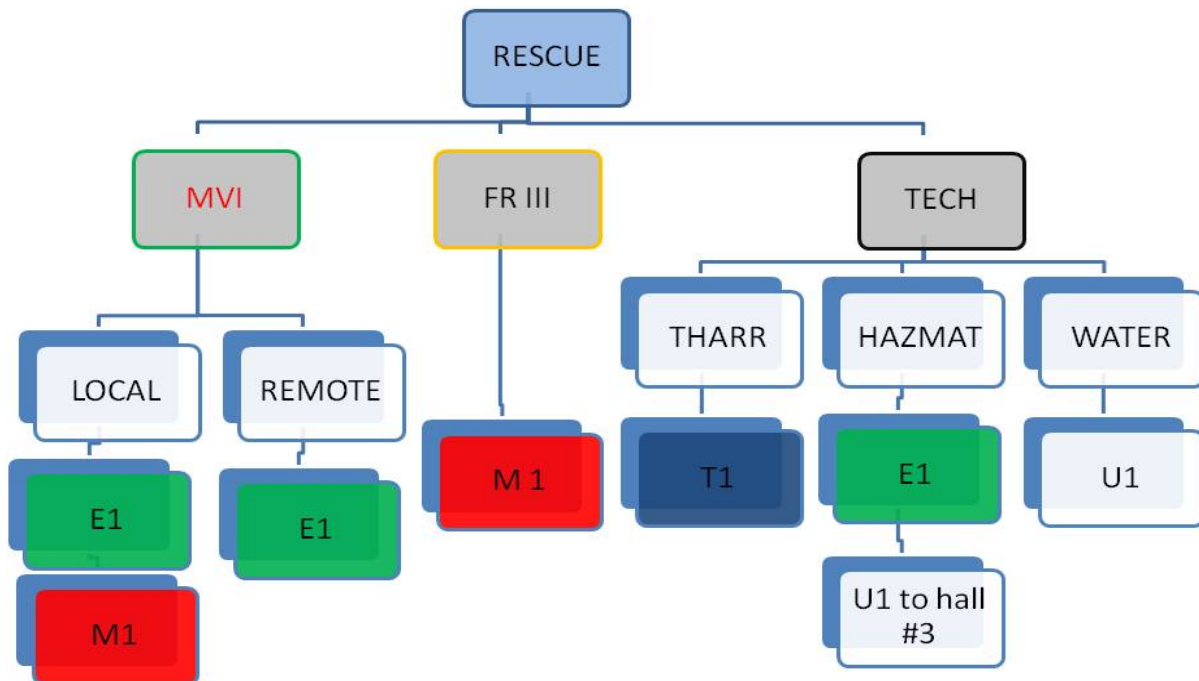 RESCUE
MVI
FR III
TECH
THARR
HAZMAT
WATER
LOCAL
REMOTE
M 1
T1
E1
U1
E1
E1
U1 to hall
#3
M1